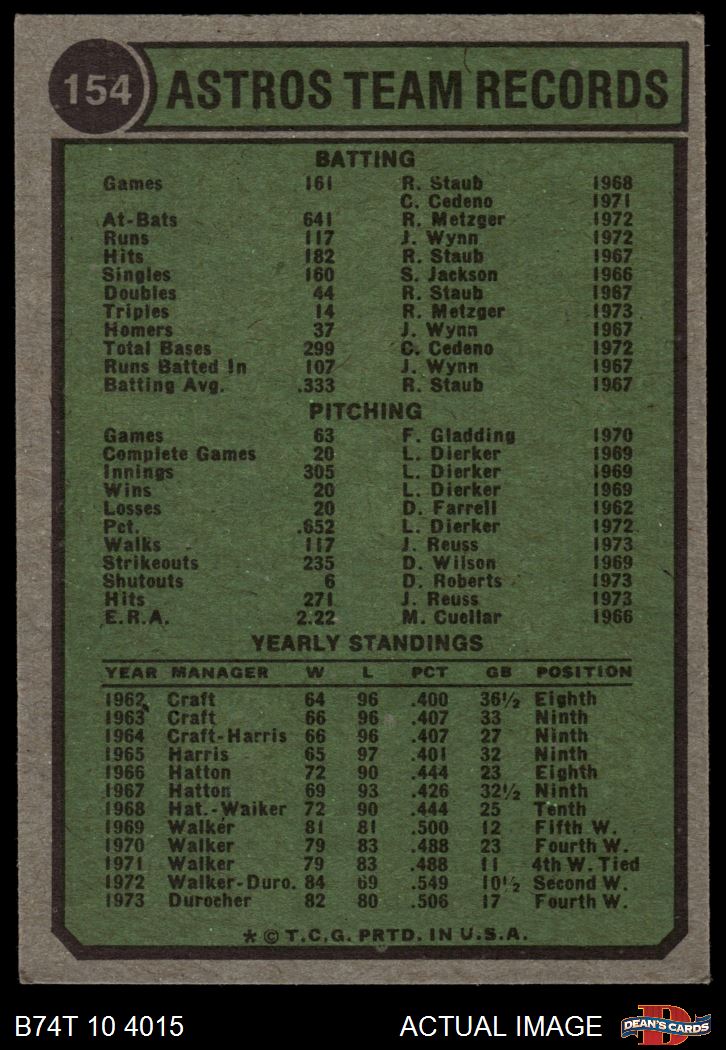 154 ASTROS TEAM RECORDS
BATTING
Games 161 R. Staub 1968
C. Cedeno 1971
At-Bats 641 R. Metzger 1972
Runs 117 J. Wynn 1972
Hits 182 R. Staub 1967
Singles 160 S. Jackson 1966
Doubles 44 R. Staub 1967
Triples 14 R. Metzger 1973
Homers 37 J. Wynn 1967
Total Bases 299 C. Cedeno 1972
Runs Batted In 107 J. Wynn 1967
Batting Avg. .333 R. Staub 1967
PITCHING
Games 63 F. Gladding 1970
Complete Games 20 L. Dierker 1969
Innings 305 L. Dierker 1969
Wins 20 L. Dierker 1969
Losses 20 D. Farrell 1962
Pct. .652 L. Dierker 1972
Walks 117 J. Reuss 1973
Strikeouts 235 D. Wilson 1969
Shutouts 6 D. Roberts 1973
Hits 271 J. Reuss 1973
E.R.A. 2.22 M. Cuellar 1966
YEARLY STANDINGS
YEAR MANAGER W L PCT GB POSITION
1962 Craft 64 96 .400 36½ Eighth
1963 Craft 66 96 .407 33 Ninth
1964 Craft-Harris 66 96 .407 27 Ninth
1965 Harris 65 97 .401 32 Ninth
1966 Hatton 72 90 .444 23 Eighth
1967 Hatton 69 93 .426 32½ Ninth
1968 Hat.-Walker 72 90 .444 25 Tenth
1969 Walker 81 81 .500 12 Fifth W.
1970 Walker 79 83 .488 23 Fourth W.
1971 Walker 79 83 .488 11 4th W. Tied
1972 Walker-Duro. 84 69 .549 10½ Second W.
1973 Durocher 82 80 .506 17 Fourth W.
* © T.C.G. PRTD. IN U.S.A.
B74T 10 4015 ACTUAL IMAGE D DEAN'S CARDS